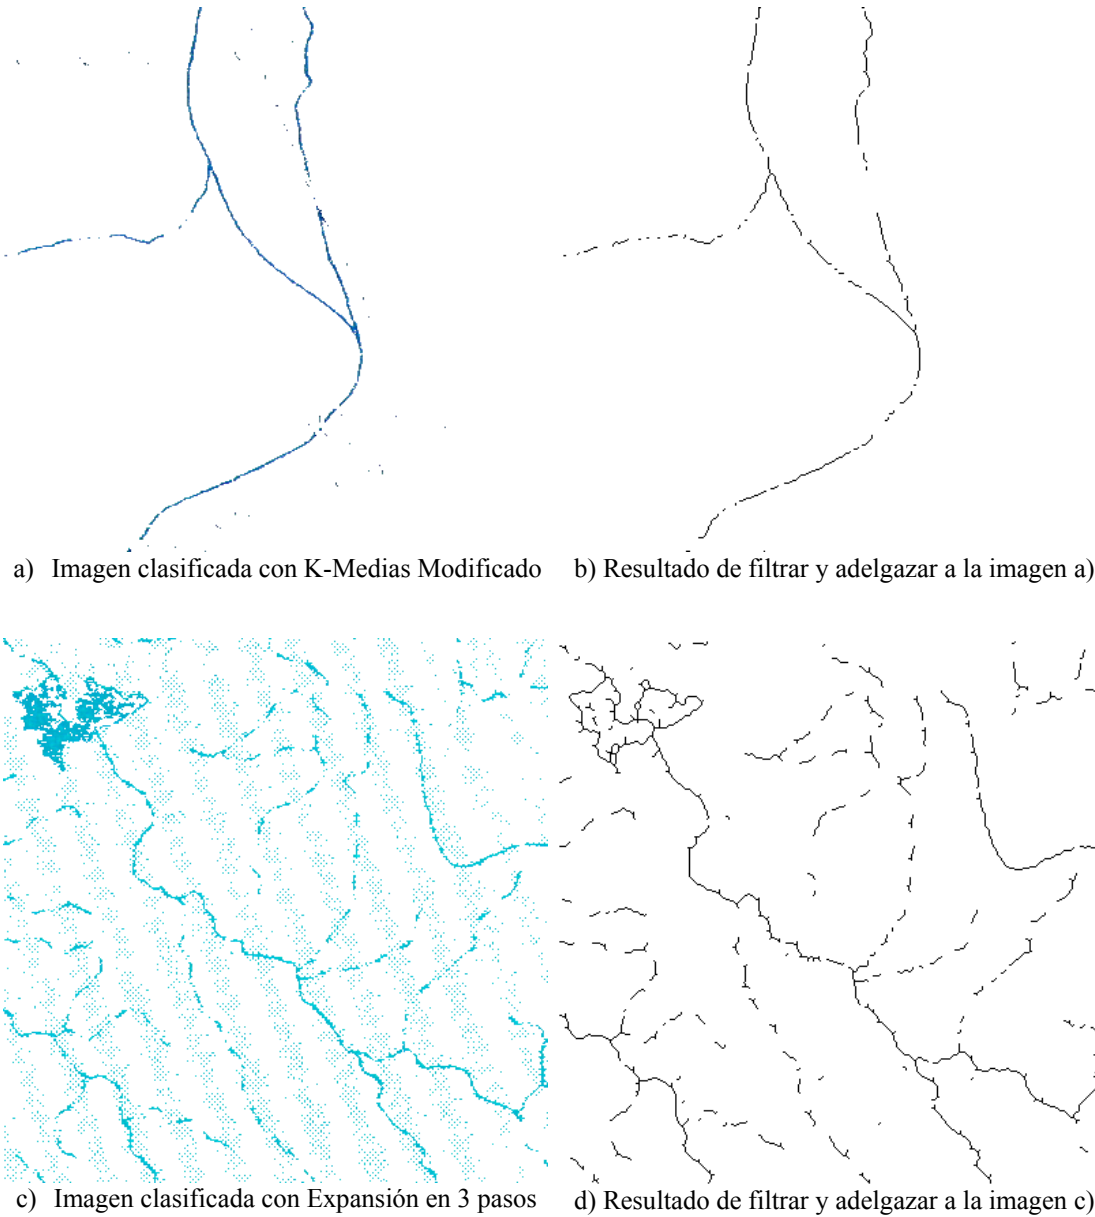 a) Imagen clasificada con K-Medias Modificado
b) Resultado de filtrar y adelgazar a la imagen a)
c) Imagen clasificada con Expansión en 3 pasos
d) Resultado de filtrar y adelgazar a la imagen c)